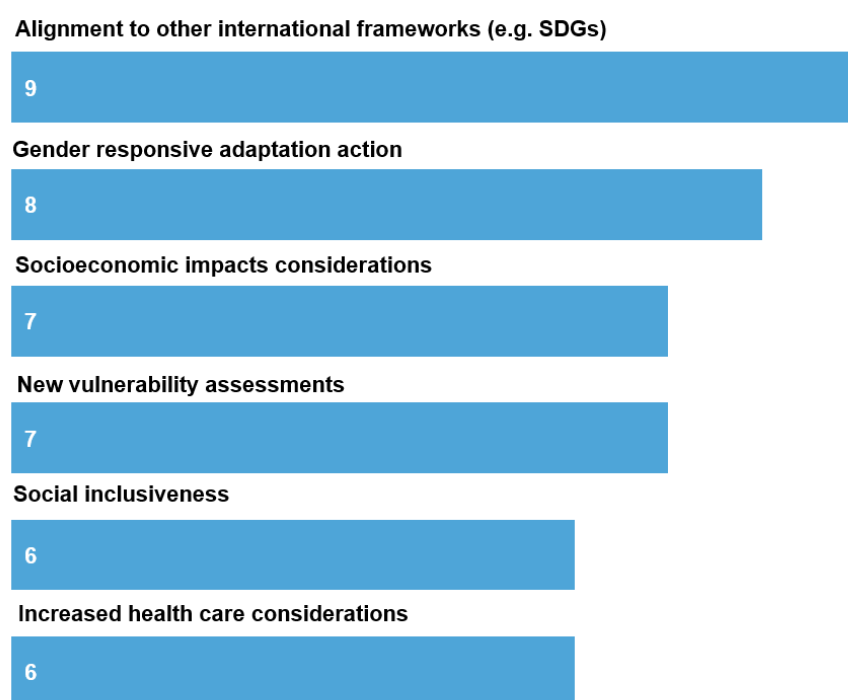 Alignment to other international frameworks (e.g. SDGs)
9
Gender responsive adaptation action
8
Socioeconomic impacts considerations
7
New vulnerability assessments
7
Social inclusiveness
6
Increased health care considerations
6